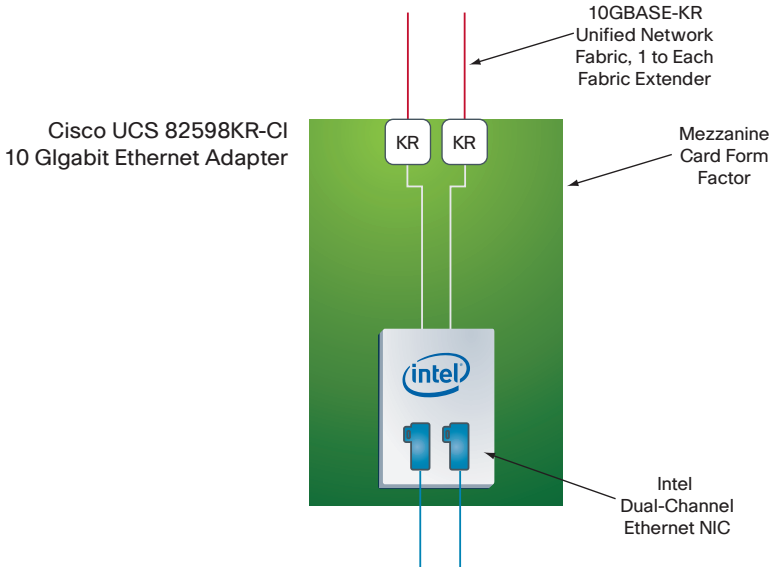 10GBASE-KR
Unified Network
Fabric, 1 to Each
Fabric Extender
Cisco UCS 82598KR-CI
10 GIgabit Ethernet Adapter
KR
KR
Mezzanine
Card Form
Factor
intel
Intel
Dual-Channel
Ethernet NIC